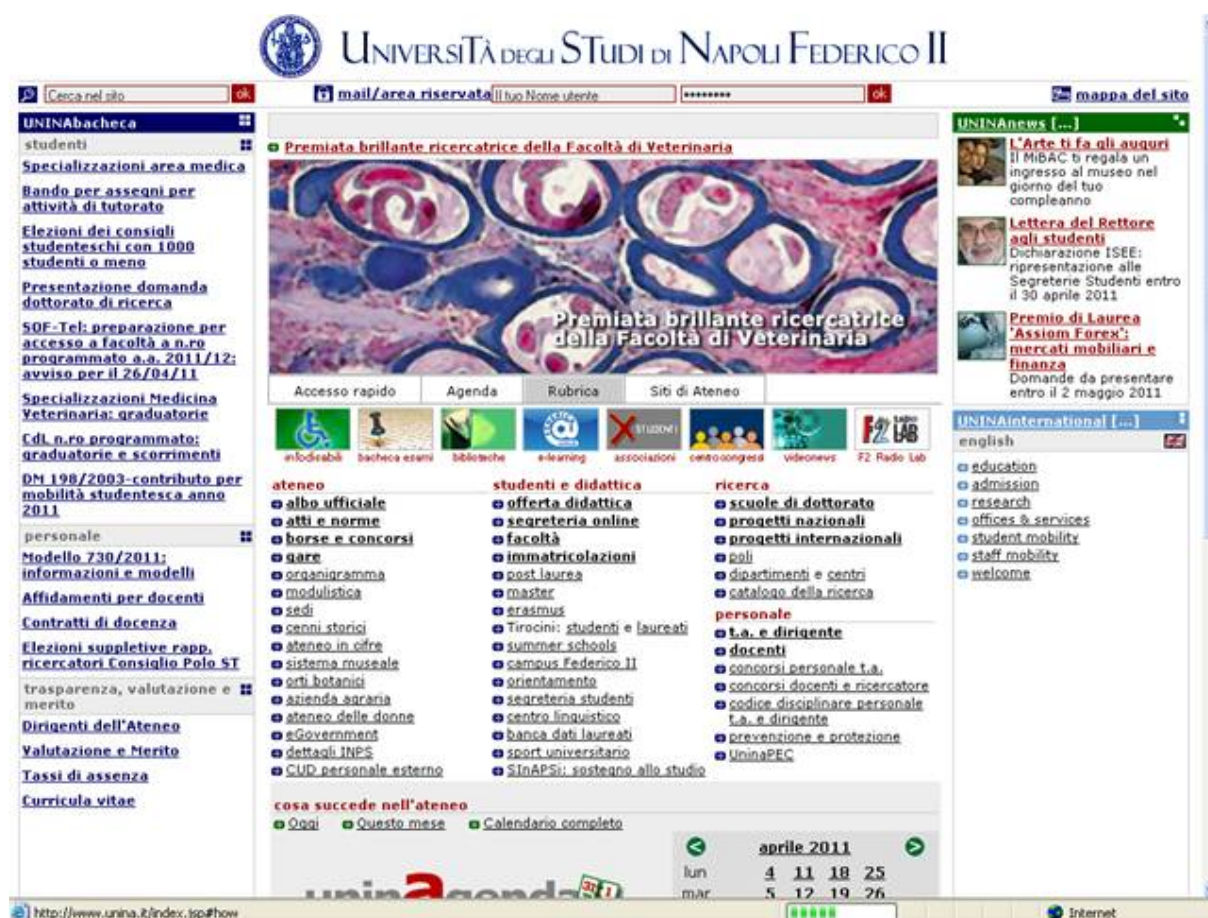 UNIVERSITÀ DEGLI STUDI DI NAPOLI FEDERICO II
Cerca nel sito
ok
mail/area riservata
Il tuo Nome utente
••••••••
ok
mappa del sito
UNINAbacheca
studenti
Specializzazioni area medica
Bando per assegni per
attività di tutorato
Elezioni dei consigli
studenteschi con 1000
studenti o meno
Presentazione domanda
dottorato di ricerca
SOF-Tel: preparazione per
accesso a facoltà a n.ro
programmato a.a. 2011/12:
avviso per il 26/04/11
Specializzazioni Medicina
Veterinaria: graduatorie
CdL n.ro programmato:
graduatorie e scorrimenti
DM 198/2003-contributo per
mobilità studentesca anno
2011
personale
Modello 730/2011:
informazioni e modelli
Affidamenti per docenti
Contratti di docenza
Elezioni suppletive rapp.
ricercatori Consiglio Polo ST
trasparenza, valutazione e
merito
Dirigenti dell'Ateneo
Valutazione e Merito
Tassi di assenza
Curricula vitae
Premiata brillante ricercatrice della Facoltà di Veterinaria
Premiata brillante ricercatrice
della Facoltà di Veterinaria
Accesso rapido
Agenda
Rubrica
Siti di Ateneo
STUDENTI
F2 RADIO LAB
infodisabili
bacheca esami
biblioteche
e-learning
associazioni
centrocongressi
videonews
F2 Radio Lab
ateneo
albo ufficiale
atti e norme
borse e concorsi
gare
organigramma
modulistica
sedi
cenni storici
ateneo in cifre
sistema museale
orti botanici
azienda agraria
ateneo delle donne
eGovernment
dettagli INPS
CUD personale esterno
studenti e didattica
offerta didattica
segreteria online
facoltà
immatricolazioni
post laurea
master
erasmus
Tirocini: studenti e laureati
summer schools
campus Federico II
orientamento
segreteria studenti
centro linguistico
banca dati laureati
sport universitario
SInAPSi: sostegno allo studio
ricerca
scuole di dottorato
progetti nazionali
progetti internazionali
poli
dipartimenti e centri
catalogo della ricerca
personale
t.a. e dirigente
docenti
concorsi personale t.a.
concorsi docenti e ricercatore
codice disciplinare personale
t.a. e dirigente
prevenzione e protezione
UninaPEC
cosa succede nell'ateneo
Oggi
Questo mese
Calendario completo
uninagenda
aprile 2011
lun 4 11 18 25
mar 5 12 19 26
UNINAnews [...]
L'Arte ti fa gli auguri
Il MiBAC ti regala un
ingresso al museo nel
giorno del tuo
compleanno
Lettera del Rettore
agli studenti
Dichiarazione ISEE:
ripresentazione alle
Segreterie Studenti entro
il 30 aprile 2011
Premio di Laurea
'Assiom Forex':
mercati mobiliari e
finanza
Domande da presentare
entro il 2 maggio 2011
UNINAinternational [...]
english
education
admission
research
offices & services
student mobility
staff mobility
welcome
http://www.unina.it/index.jsp#how
Internet